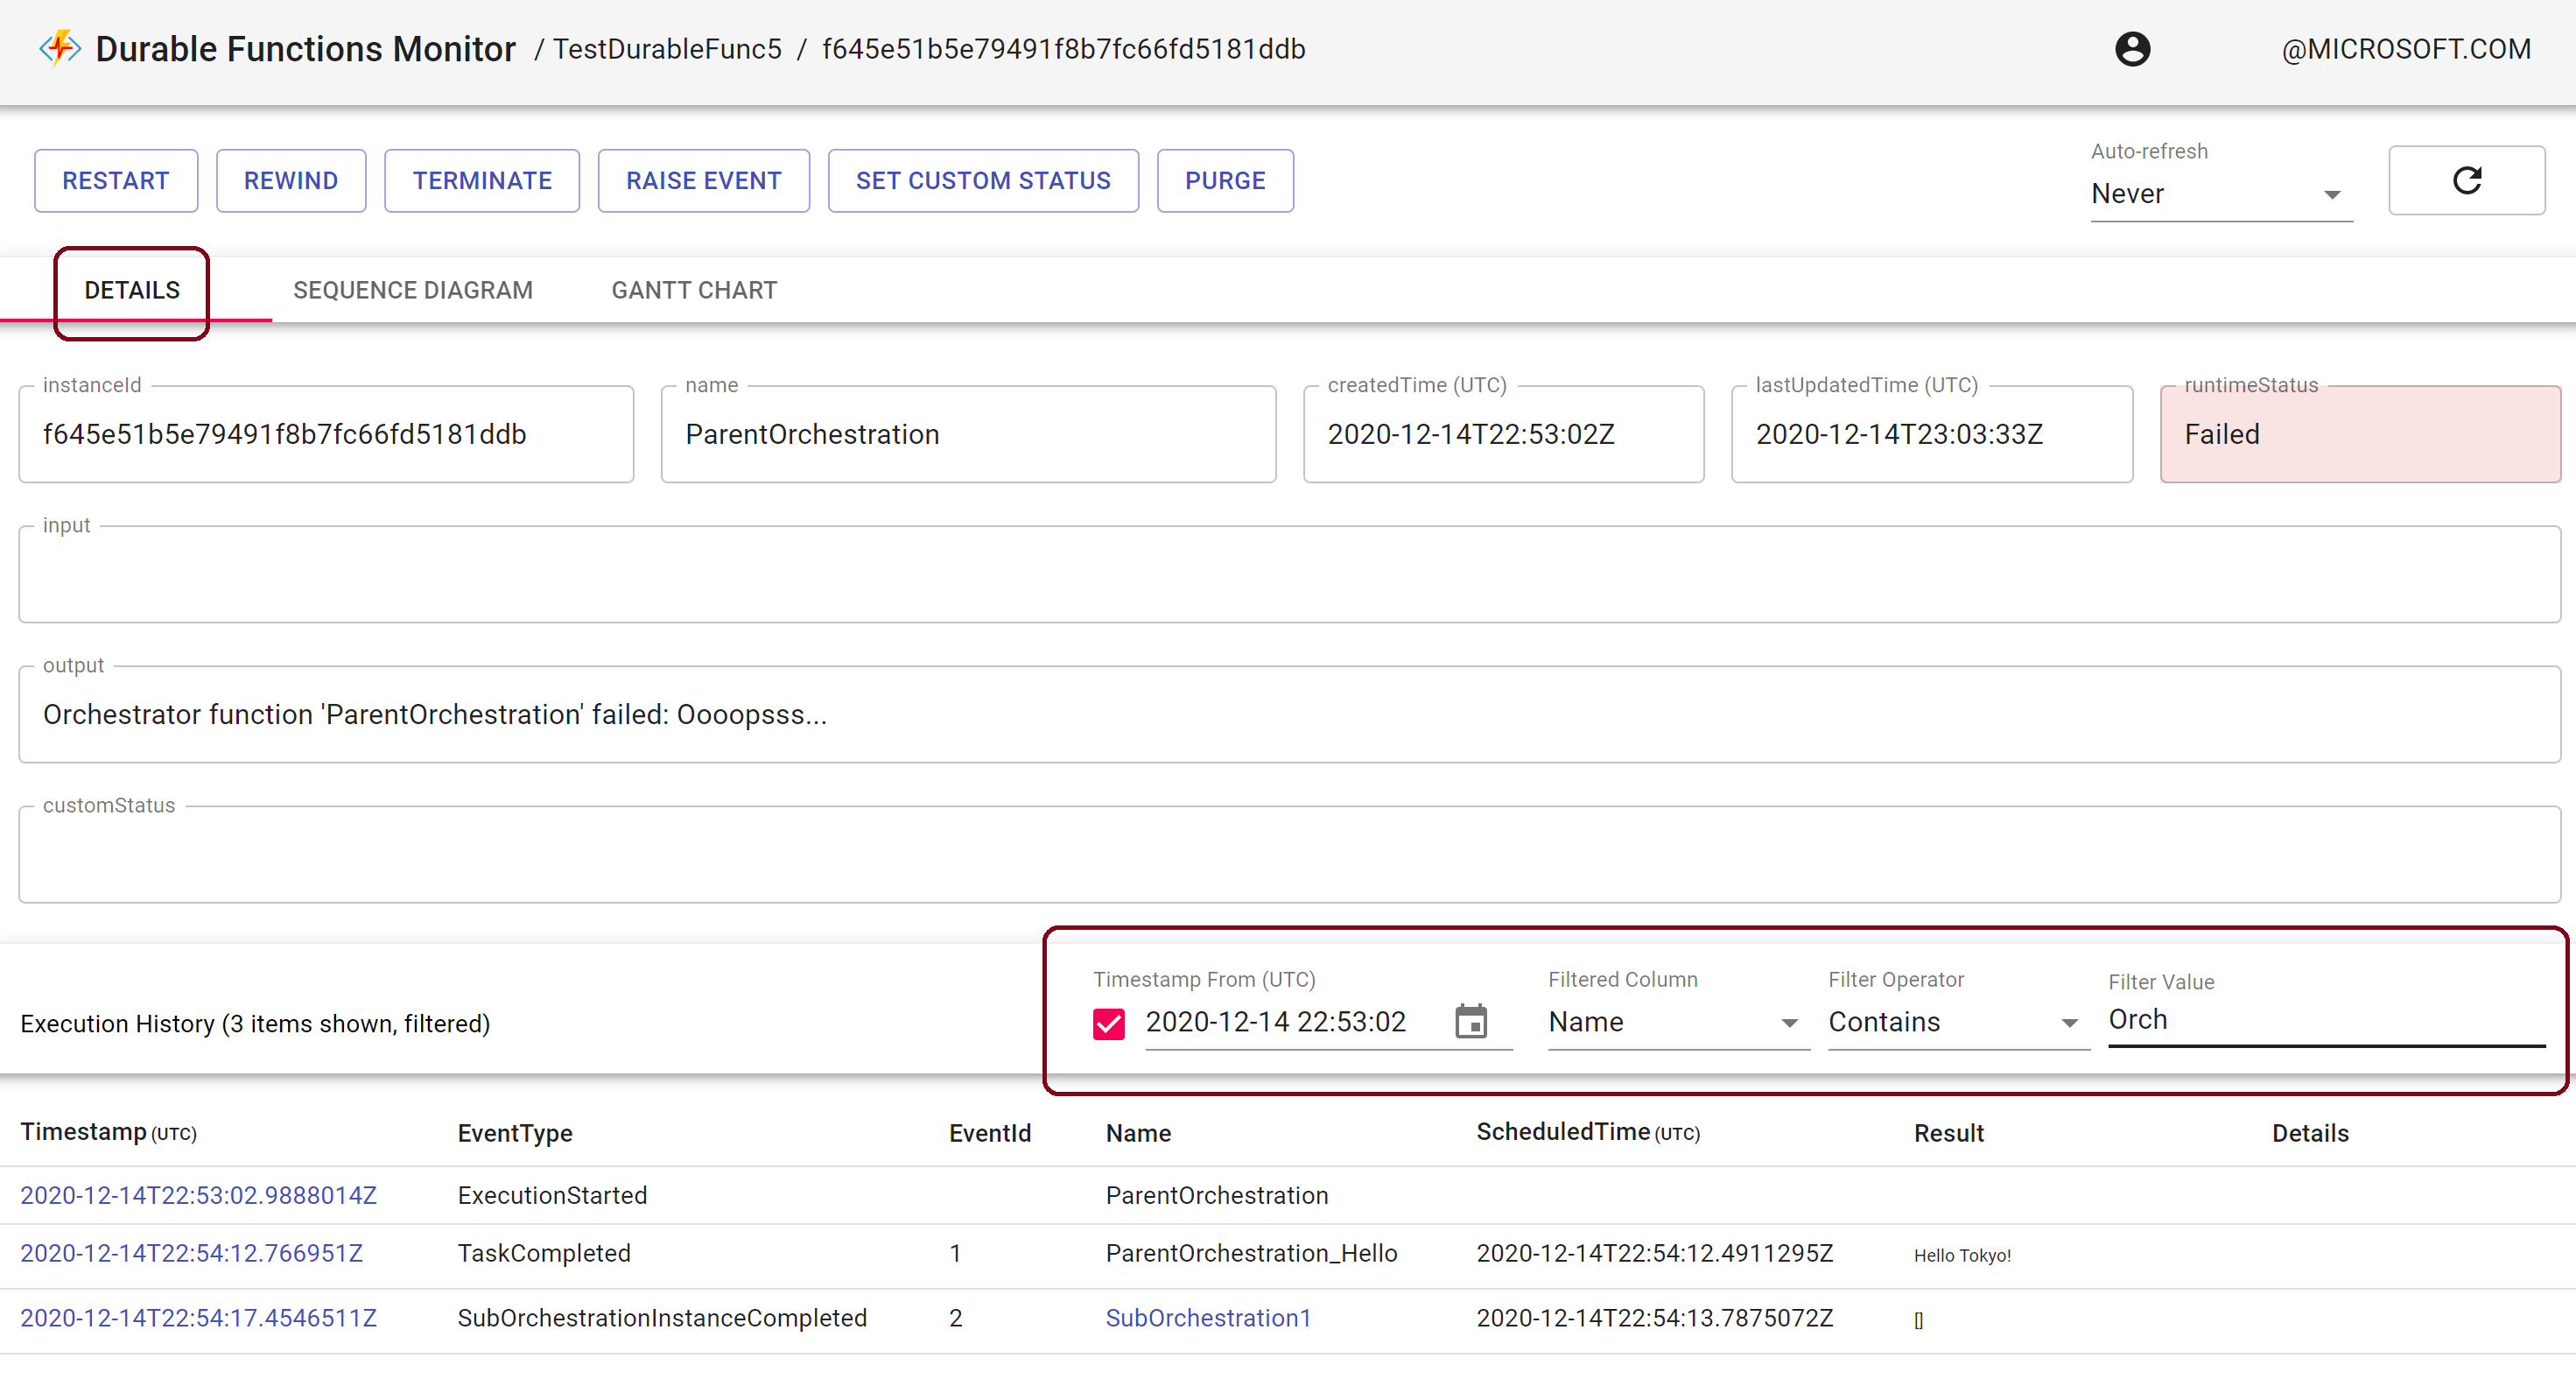 Durable Functions Monitor / TestDurableFunc5 / f645e51b5e79491f8b7fc66fd5181ddb @MICROSOFT.COM
RESTART REWIND TERMINATE RAISE EVENT SET CUSTOM STATUS PURGE Auto-refresh
Never
DETAILS SEQUENCE DIAGRAM GANTT CHART
instanceId name createdTime (UTC) lastUpdatedTime (UTC) runtimeStatus
f645e51b5e79491f8b7fc66fd5181ddb ParentOrchestration 2020-12-14T22:53:02Z 2020-12-14T23:03:33Z Failed
input
output
Orchestrator function 'ParentOrchestration' failed: Oooopsss...
customStatus
Timestamp From (UTC) Filtered Column Filter Operator Filter Value
Execution History (3 items shown, filtered) 2020-12-14 22:53:02 Name Contains Orch
Timestamp (UTC) EventType EventId Name ScheduledTime (UTC) Result Details
2020-12-14T22:53:02.9888014Z ExecutionStarted ParentOrchestration
2020-12-14T22:54:12.766951Z TaskCompleted 1 ParentOrchestration_Hello 2020-12-14T22:54:12.4911295Z Hello Tokyo!
2020-12-14T22:54:17.4546511Z SubOrchestrationInstanceCompleted 2 SubOrchestration1 2020-12-14T22:54:13.7875072Z []